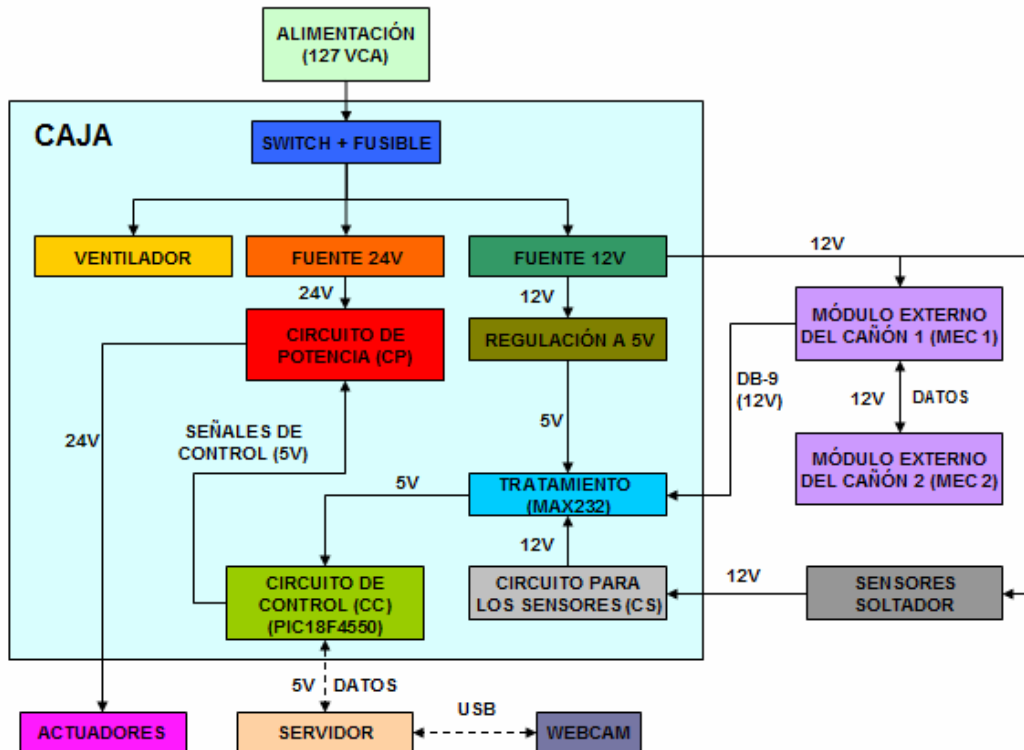 ALIMENTACIÓN
(127 VCA)
CAJA
SWITCH + FUSIBLE
VENTILADOR
FUENTE 24V
FUENTE 12V
12V
24V
12V
CIRCUITO DE
POTENCIA (CP)
REGULACIÓN A 5V
MÓDULO EXTERNO
DEL CAÑÓN 1 (MEC 1)
DB-9
(12V)
12V
DATOS
24V
SEÑALES DE
CONTROL (5V)
5V
MÓDULO EXTERNO
DEL CAÑÓN 2 (MEC 2)
5V
TRATAMIENTO
(MAX232)
12V
CIRCUITO DE
CONTROL (CC)
(PIC18F4550)
CIRCUITO PARA
LOS SENSORES (CS)
12V
SENSORES
SOLTADOR
5V
DATOS
ACTUADORES
SERVIDOR
USB
WEBCAM